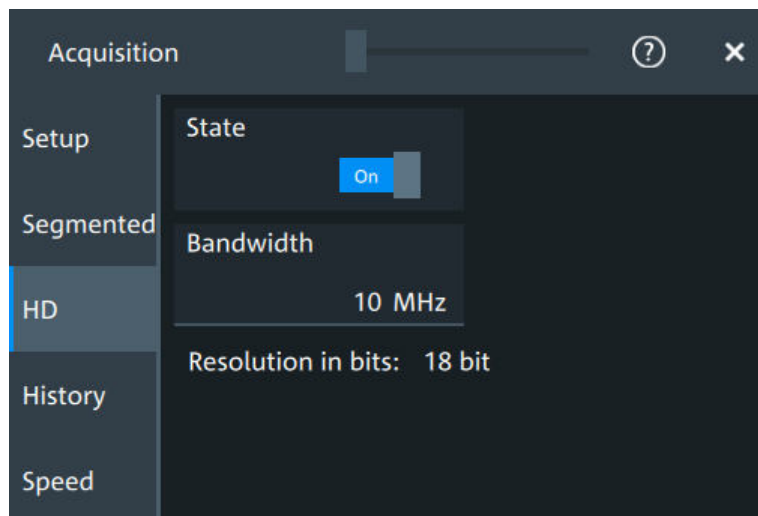 Acquisition
?
Setup
State
On
Segmented
Bandwidth
10 MHz
HD
Resolution in bits: 18 bit
History
Speed